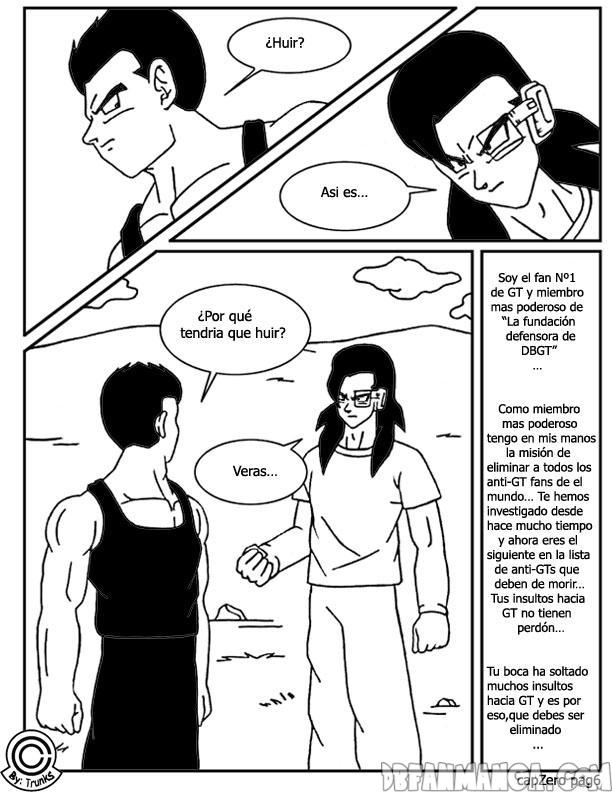 ¿Huir?
Asi es...
¿Por qué
tendria que huir?
Veras...
Soy el fan Nº1
de GT y miembro
mas poderoso de
“La fundación
defensora de
DBGT”
...
Como miembro
mas poderoso
tengo en mis manos
la misión de
eliminar a todos los
anti-GT fans de el
mundo... Te hemos
investigado desde
hace mucho tiempo
y ahora eres el
siguiente en la lista
de anti-GTs que
deben de morir...
Tus insultos hacia
GT no tienen
perdón...
Tu boca ha soltado
muchos insultos
hacia GT y es por
eso,que debes ser
eliminado
...
By: Trunks
DBFANMANGA.COM
capZero pag6